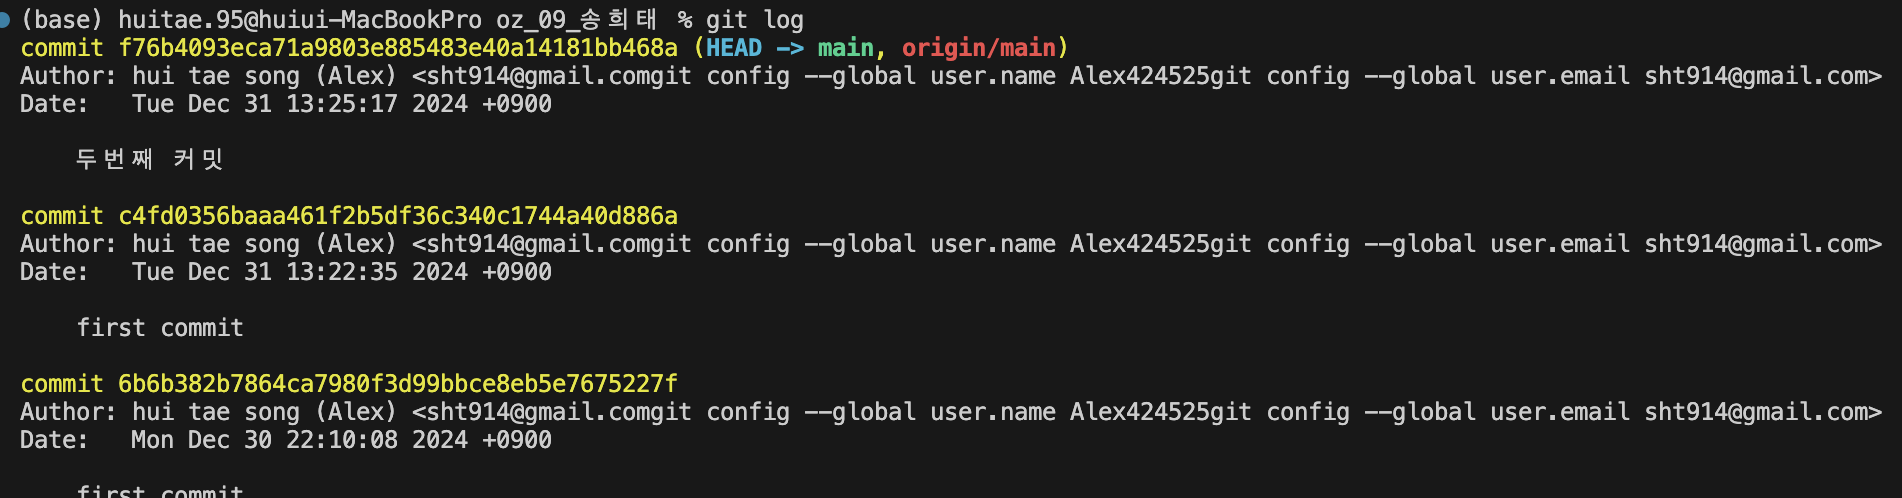 (base) huitae.95@huiui-MacBookPro oz_09_송희태 % git log
commit f76b4093eca71a9803e885483e40a14181bb468a (HEAD -> main, origin/main)
Author: hui tae song (Alex) <sht914@gmail.comgit config --global user.name Alex424525git config --global user.email sht914@gmail.com>
Date:   Tue Dec 31 13:25:17 2024 +0900
두번째 커밋
commit c4fd0356baaa461f2b5df36c340c1744a40d886a
Author: hui tae song (Alex) <sht914@gmail.comgit config --global user.name Alex424525git config --global user.email sht914@gmail.com>
Date:   Tue Dec 31 13:22:35 2024 +0900
first commit
commit 6b6b382b7864ca7980f3d99bbce8eb5e7675227f
Author: hui tae song (Alex) <sht914@gmail.comgit config --global user.name Alex424525git config --global user.email sht914@gmail.com>
Date:   Mon Dec 30 22:10:08 2024 +0900
first commit